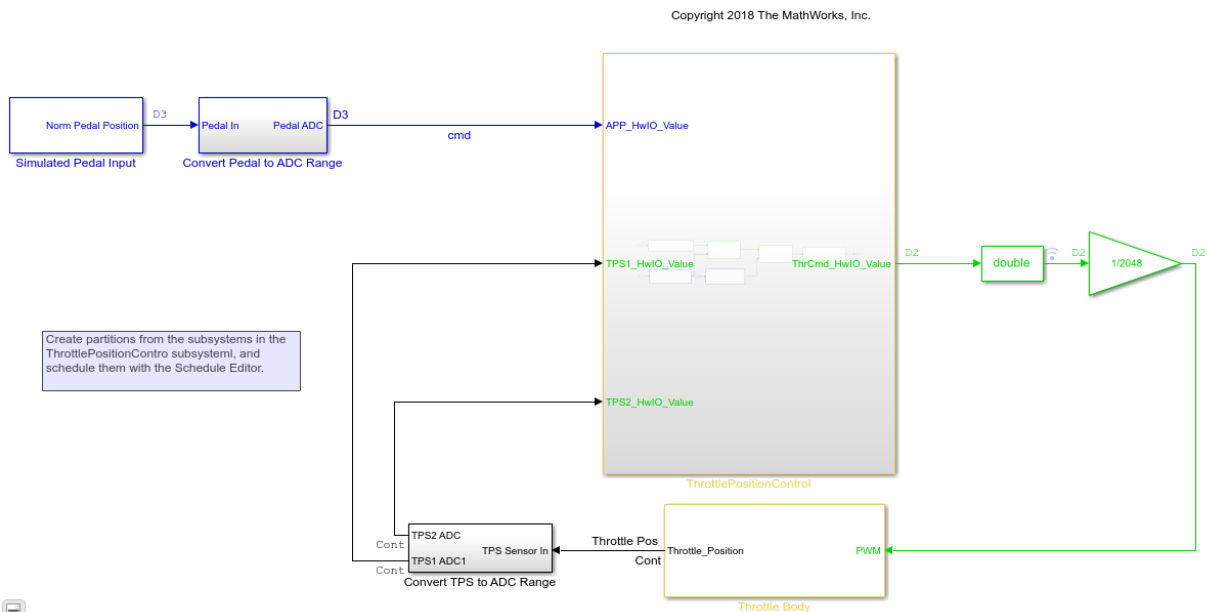 Copyright 2018 The MathWorks, Inc.
Norm Pedal Position
D3
Pedal In
Pedal ADC
D3
cmd
APP_HwIO_Value
Simulated Pedal Input
Convert Pedal to ADC Range
TPS1_HwIO_Value
ThrCmd_HwIO_Value
D2
double
D2
1/2048
D2
Create partitions from the subsystems in the
ThrottlePositionContro subsysteml, and
schedule them with the Schedule Editor.
TPS2_HwIO_Value
ThrottlePositionControl
TPS2 ADC
Cont
TPS Sensor In
TPS1 ADC1
Cont
Convert TPS to ADC Range
Throttle Pos
Cont
Throttle_Position
PWM
Throttle Body